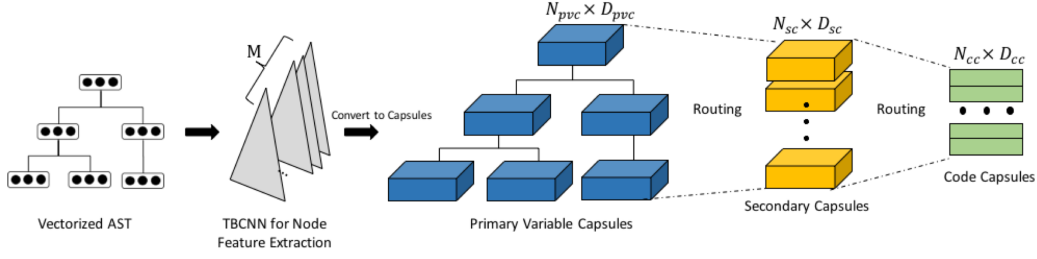 N_pvc × D_pvc
N_sc × D_sc
N_cc × D_cc
M
Convert to Capsules
Routing
Routing
...
Vectorized AST
TBCNN for Node
Feature Extraction
Primary Variable Capsules
Secondary Capsules
Code Capsules